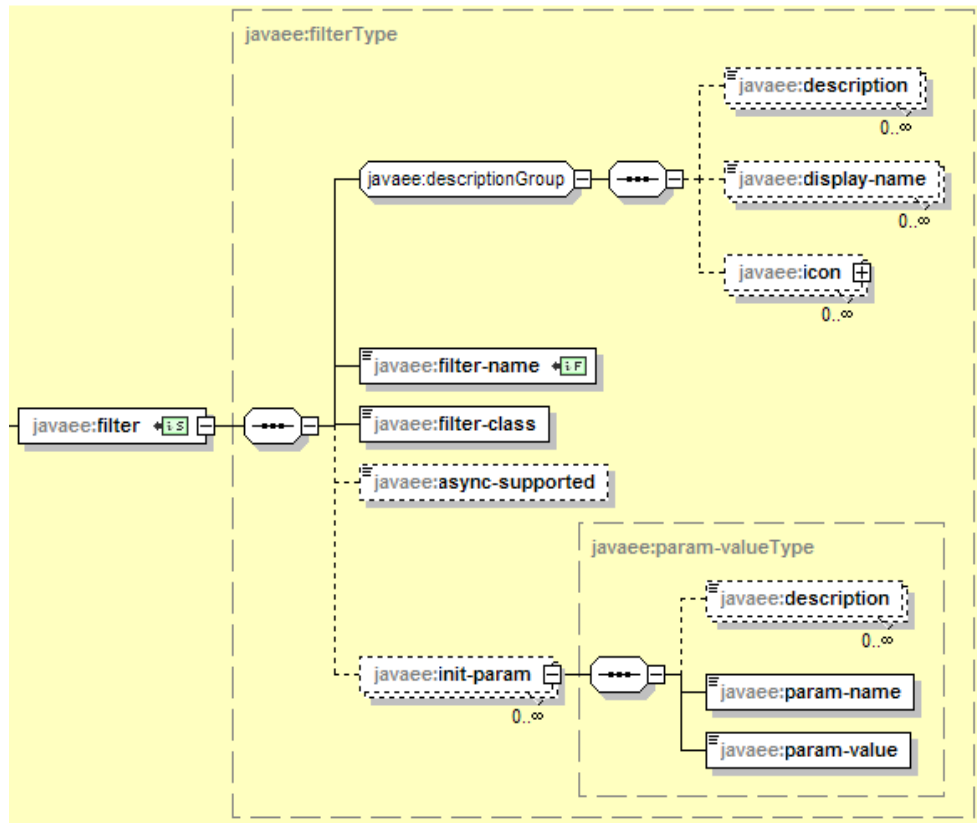 javaee:filterType
javaee:description
0..∞
javaee:descriptionGroup
javaee:display-name
0..∞
javaee:icon
0..∞
javaee:filter-name iF
javaee:filter iS
javaee:filter-class
javaee:async-supported
javaee:param-valueType
javaee:description
0..∞
javaee:init-param
0..∞
javaee:param-name
javaee:param-value